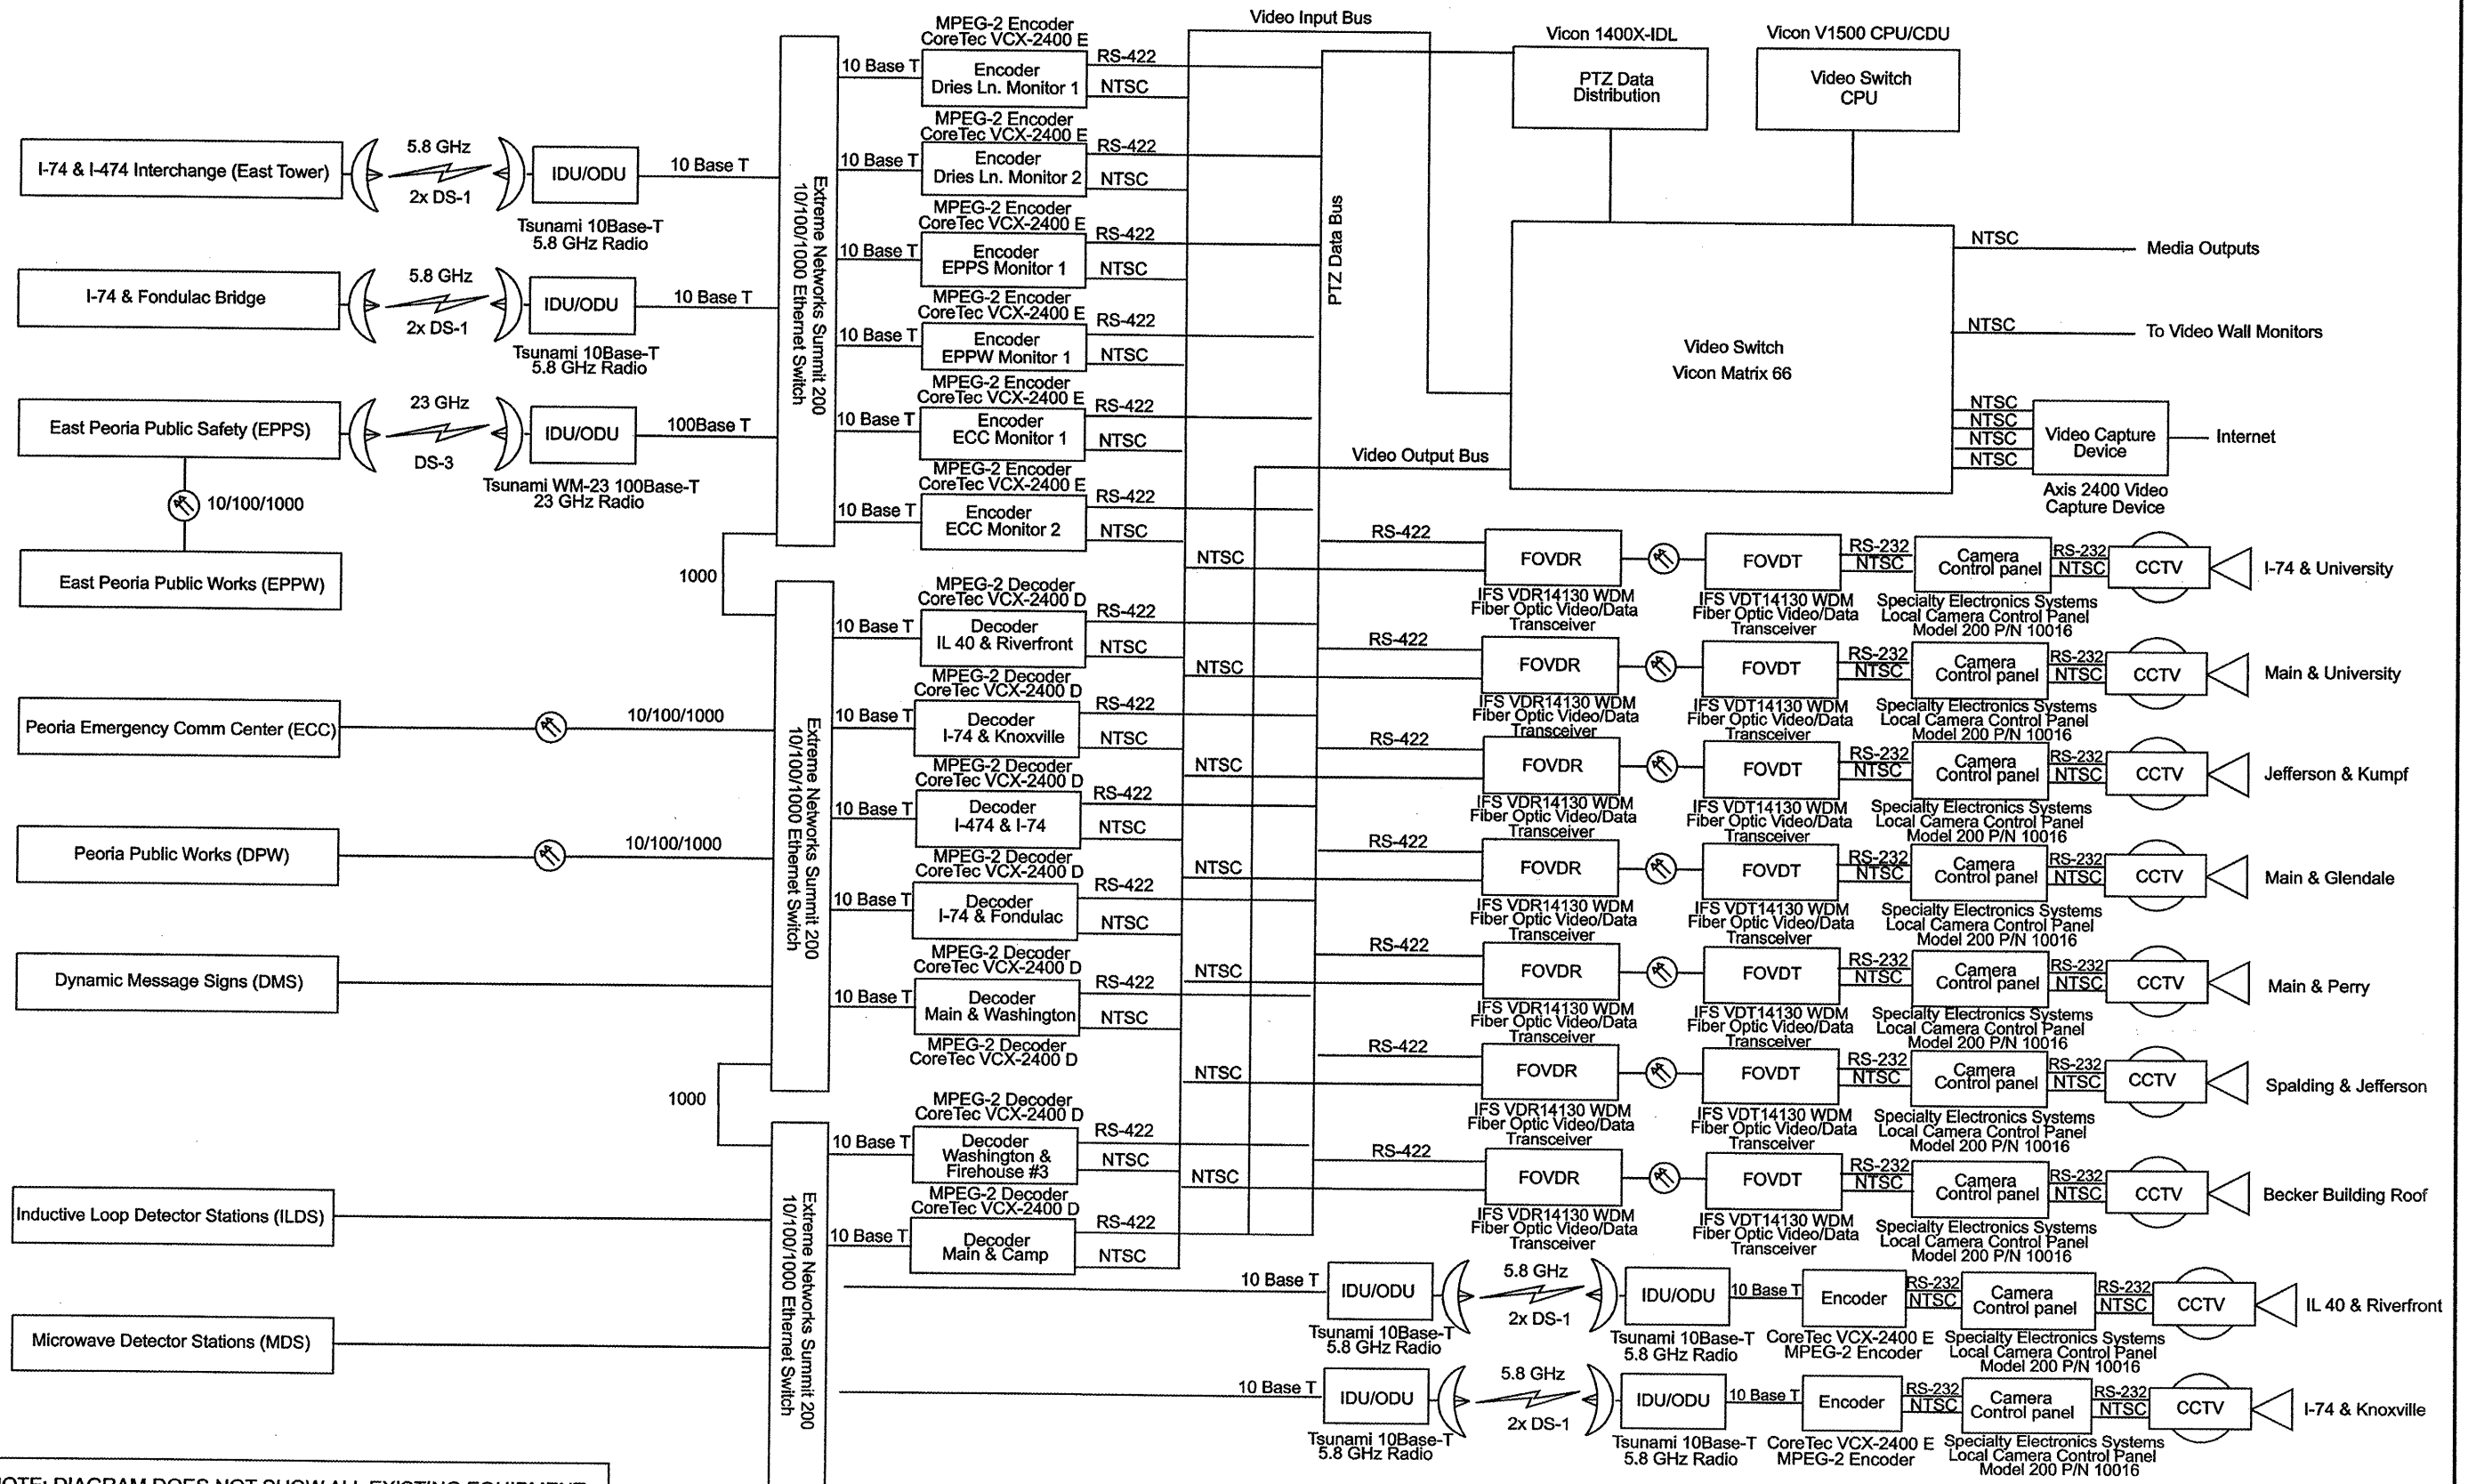 Video Input Bus
MPEG-2 Encoder
CoreTec VCX-2400 E
10 Base T
Encoder
Dries Ln. Monitor 1
RS-422
NTSC
MPEG-2 Encoder
CoreTec VCX-2400 E
10 Base T
Encoder
Dries Ln. Monitor 2
RS-422
NTSC
MPEG-2 Encoder
CoreTec VCX-2400 E
10 Base T
Encoder
EPPS Monitor 1
RS-422
NTSC
MPEG-2 Encoder
CoreTec VCX-2400 E
10 Base T
Encoder
EPPW Monitor 1
RS-422
NTSC
MPEG-2 Encoder
CoreTec VCX-2400 E
10 Base T
Encoder
ECC Monitor 1
RS-422
NTSC
MPEG-2 Encoder
CoreTec VCX-2400 E
10 Base T
Encoder
ECC Monitor 2
RS-422
NTSC
Vicon 1400X-IDL
PTZ Data
Distribution
Vicon V1500 CPU/CDU
Video Switch
CPU
PTZ Data Bus
Video Switch
Vicon Matrix 66
Video Output Bus
NTSC
Media Outputs
NTSC
To Video Wall Monitors
NTSC
NTSC
NTSC
NTSC
Video Capture
Device
Internet
Axis 2400 Video
Capture Device
I-74 & I-474 Interchange (East Tower)
5.8 GHz
2x DS-1
IDU/ODU
10 Base T
Tsunami 10Base-T
5.8 GHz Radio
I-74 & Fondulac Bridge
5.8 GHz
2x DS-1
IDU/ODU
10 Base T
Tsunami 10Base-T
5.8 GHz Radio
East Peoria Public Safety (EPPS)
23 GHz
DS-3
IDU/ODU
100Base T
Tsunami WM-23 100Base-T
23 GHz Radio
10/100/1000
East Peoria Public Works (EPPW)
Extreme Networks Summit 200
10/100/1000 Ethernet Switch
1000
Peoria Emergency Comm Center (ECC)
10/100/1000
Peoria Public Works (DPW)
10/100/1000
Dynamic Message Signs (DMS)
Extreme Networks Summit 200
10/100/1000 Ethernet Switch
1000
Inductive Loop Detector Stations (ILDS)
Microwave Detector Stations (MDS)
Extreme Networks Summit 200
10/100/1000 Ethernet Switch
MPEG-2 Decoder
CoreTec VCX-2400 D
10 Base T
Decoder
IL 40 & Riverfront
RS-422
NTSC
MPEG-2 Decoder
CoreTec VCX-2400 D
10 Base T
Decoder
I-74 & Knoxville
RS-422
NTSC
MPEG-2 Decoder
CoreTec VCX-2400 D
10 Base T
Decoder
I-474 & I-74
RS-422
NTSC
MPEG-2 Decoder
CoreTec VCX-2400 D
10 Base T
Decoder
I-74 & Fondulac
RS-422
NTSC
MPEG-2 Decoder
CoreTec VCX-2400 D
10 Base T
Decoder
Main & Washington
RS-422
NTSC
MPEG-2 Decoder
CoreTec VCX-2400 D
MPEG-2 Decoder
CoreTec VCX-2400 D
10 Base T
Decoder
Washington &
Firehouse #3
RS-422
NTSC
MPEG-2 Decoder
CoreTec VCX-2400 D
10 Base T
Decoder
Main & Camp
RS-422
NTSC
RS-422
NTSC
FOVDR
FOVDT
RS-232
NTSC
Camera
Control panel
RS-232
NTSC
CCTV
I-74 & University
IFS VDR14130 WDM
Fiber Optic Video/Data
Transceiver
IFS VDT14130 WDM
Fiber Optic Video/Data
Transceiver
Specialty Electronics Systems
Local Camera Control Panel
Model 200 P/N 10016
RS-422
NTSC
FOVDR
FOVDT
RS-232
NTSC
Camera
Control panel
RS-232
NTSC
CCTV
Main & University
IFS VDR14130 WDM
Fiber Optic Video/Data
Transceiver
IFS VDT14130 WDM
Fiber Optic Video/Data
Transceiver
Specialty Electronics Systems
Local Camera Control Panel
Model 200 P/N 10016
RS-422
NTSC
FOVDR
FOVDT
RS-232
NTSC
Camera
Control panel
RS-232
NTSC
CCTV
Jefferson & Kumpf
IFS VDR14130 WDM
Fiber Optic Video/Data
Transceiver
IFS VDT14130 WDM
Fiber Optic Video/Data
Transceiver
Specialty Electronics Systems
Local Camera Control Panel
Model 200 P/N 10016
RS-422
NTSC
FOVDR
FOVDT
RS-232
NTSC
Camera
Control panel
RS-232
NTSC
CCTV
Main & Glendale
IFS VDR14130 WDM
Fiber Optic Video/Data
Transceiver
IFS VDT14130 WDM
Fiber Optic Video/Data
Transceiver
Specialty Electronics Systems
Local Camera Control Panel
Model 200 P/N 10016
RS-422
NTSC
FOVDR
FOVDT
RS-232
NTSC
Camera
Control panel
RS-232
NTSC
CCTV
Main & Perry
IFS VDR14130 WDM
Fiber Optic Video/Data
Transceiver
IFS VDT14130 WDM
Fiber Optic Video/Data
Transceiver
Specialty Electronics Systems
Local Camera Control Panel
Model 200 P/N 10016
RS-422
NTSC
FOVDR
FOVDT
RS-232
NTSC
Camera
Control panel
RS-232
NTSC
CCTV
Spalding & Jefferson
IFS VDR14130 WDM
Fiber Optic Video/Data
Transceiver
IFS VDT14130 WDM
Fiber Optic Video/Data
Transceiver
Specialty Electronics Systems
Local Camera Control Panel
Model 200 P/N 10016
RS-422
NTSC
FOVDR
FOVDT
RS-232
NTSC
Camera
Control panel
RS-232
NTSC
CCTV
Becker Building Roof
IFS VDR14130 WDM
Fiber Optic Video/Data
Transceiver
IFS VDT14130 WDM
Fiber Optic Video/Data
Transceiver
Specialty Electronics Systems
Local Camera Control Panel
Model 200 P/N 10016
10 Base T
IDU/ODU
5.8 GHz
2x DS-1
IDU/ODU
10 Base T
Encoder
RS-232
NTSC
Camera
Control panel
RS-232
NTSC
CCTV
IL 40 & Riverfront
Tsunami 10Base-T
5.8 GHz Radio
Tsunami 10Base-T
5.8 GHz Radio
CoreTec VCX-2400 E
MPEG-2 Encoder
Specialty Electronics Systems
Local Camera Control Panel
Model 200 P/N 10016
10 Base T
IDU/ODU
5.8 GHz
2x DS-1
IDU/ODU
10 Base T
Encoder
RS-232
NTSC
Camera
Control panel
RS-232
NTSC
CCTV
I-74 & Knoxville
Tsunami 10Base-T
5.8 GHz Radio
Tsunami 10Base-T
5.8 GHz Radio
CoreTec VCX-2400 E
MPEG-2 Encoder
Specialty Electronics Systems
Local Camera Control Panel
Model 200 P/N 10016
NOTE: DIAGRAM DOES NOT SHOW ALL EXISTING EQUIPMENT